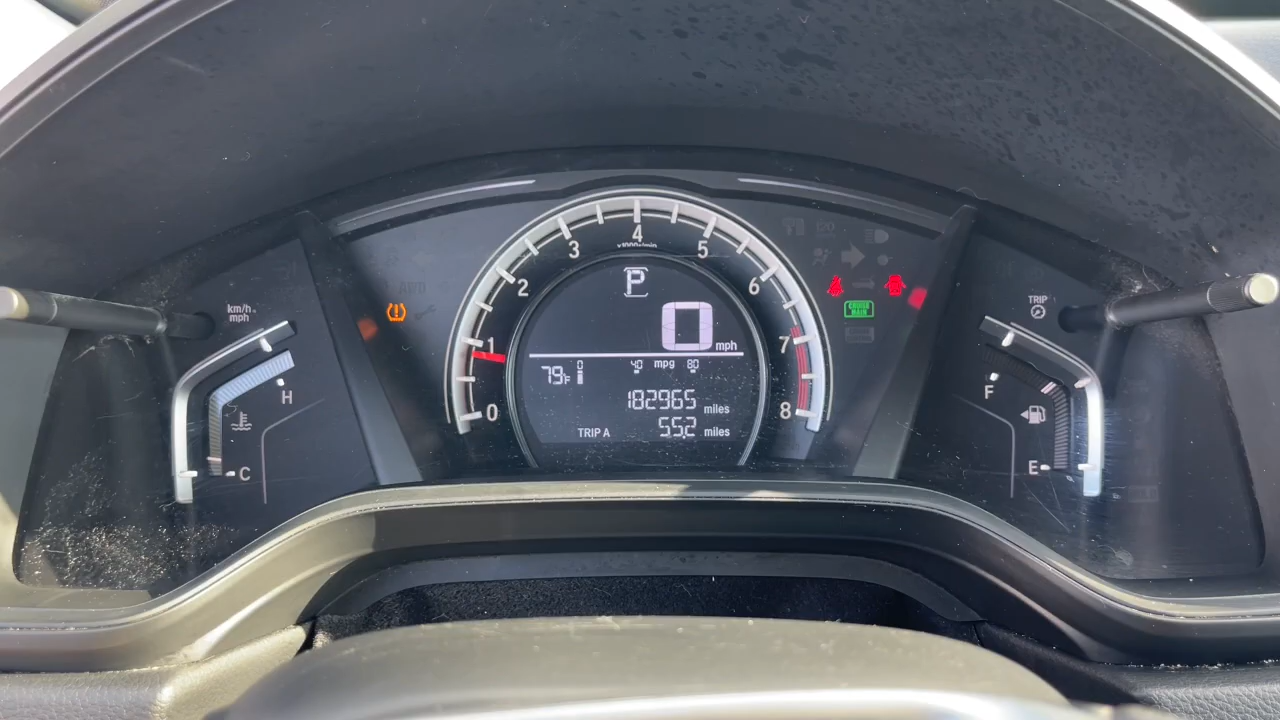 4
x1000r/min
3
5
2
6
1
7
0
8
P
0 mph
79°F
0 40 mpg 80
182965 miles
TRIP A 55.2 miles
km/h
mph
H
C
CRUISE
MAIN
TRIP
F
E